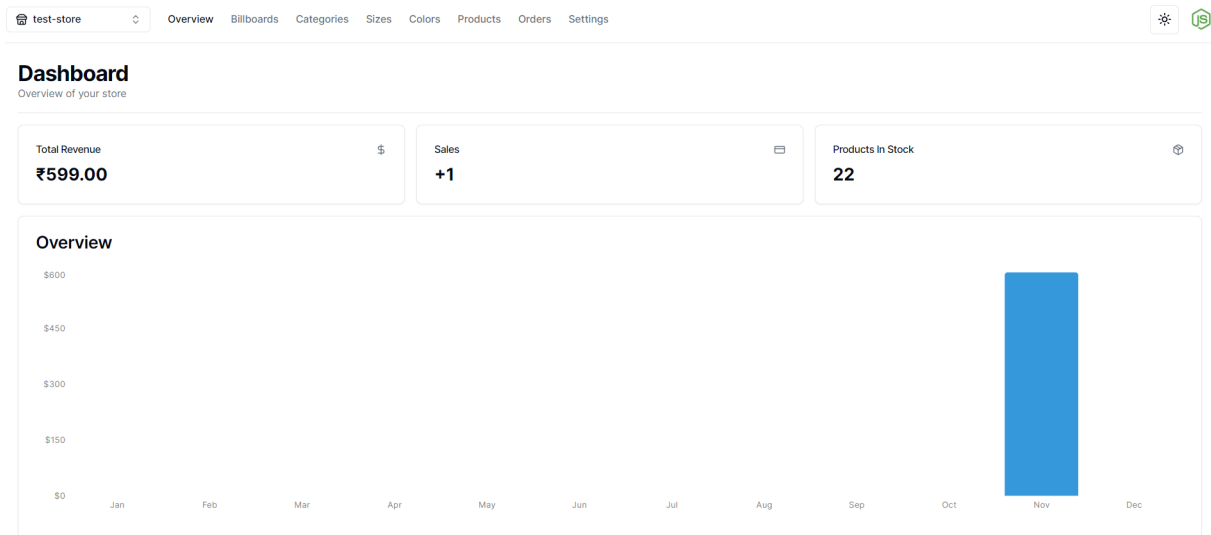 test-store Overview Billboards Categories Sizes Colors Products Orders Settings JS
Dashboard
Overview of your store
Total Revenue $
₹599.00
Sales
+1
Products In Stock
22
Overview
$600
$450
$300
$150
$0
Jan Feb Mar Apr May Jun Jul Aug Sep Oct Nov Dec